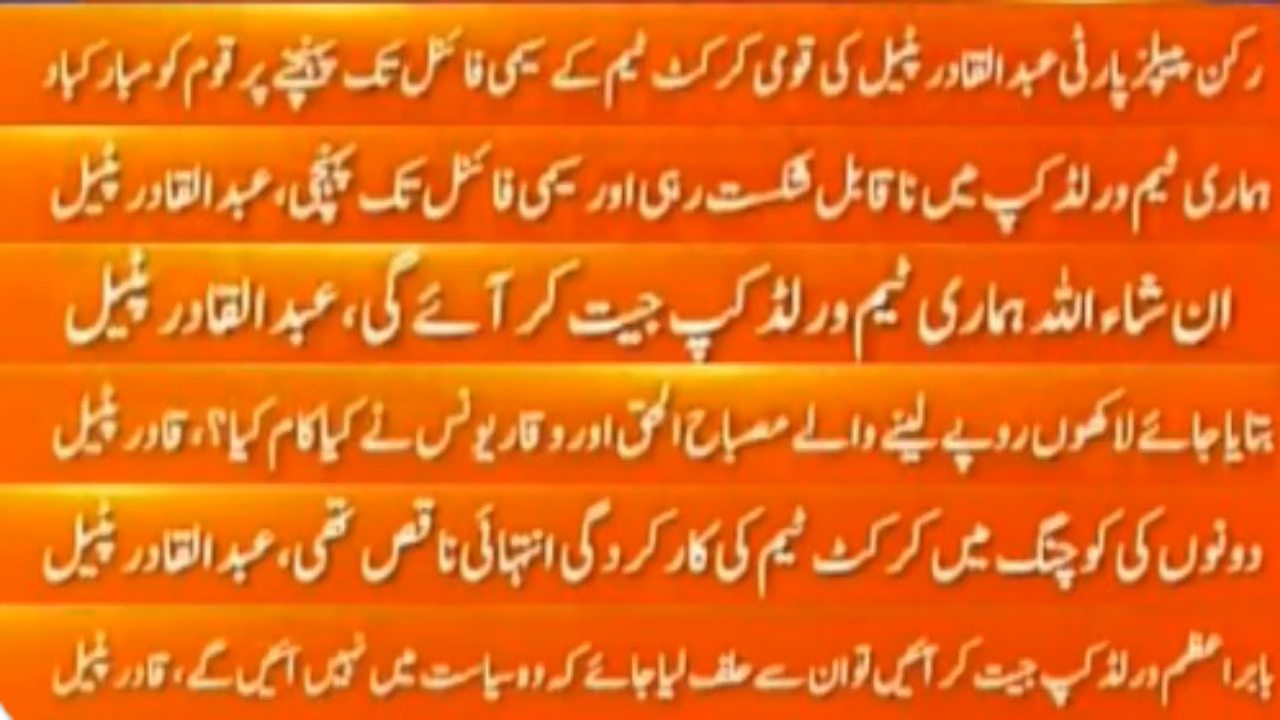 رکن پیپلز پارٹی عبدالقادر پٹیل کی قومی کرکٹ ٹیم کے سیمی فائنل تک پہنچنے پر قوم کو مبارکباد
ہماری ٹیم ورلڈ کپ میں ناقابل شکست رہی اور سیمی فائنل تک پہنچی، عبدالقادر پٹیل
ان شاء اللہ ہماری ٹیم ورلڈ کپ جیت کر آئے گی، عبدالقادر پٹیل
بتایا جائے لاکھوں روپے لینے والے مصباح الحق اور وقار یونس نے کیا کام کیا؟، قادر پٹیل
دونوں کی کوچنگ میں کرکٹ ٹیم کی کارکردگی انتہائی ناقص تھی، عبدالقادر پٹیل
بابر اعظم ورلڈ کپ جیت کر آئیں تو ان سے حلف لیا جائے کہ وہ سیاست میں نہیں آئیں گے، قادر پٹیل